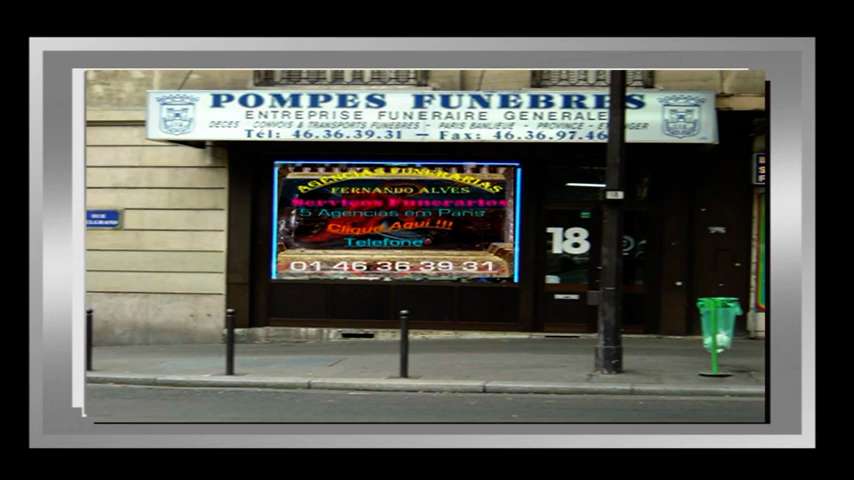 POMPES FUNEBRES
ENTREPRISE FUNERAIRE GENERALE
DECES - CONVOIS & TRANSPORTS FUNEBRES - PARIS BANLIEUE - PROVINCE -
Tél: 46.36.39.31 - Fax: 46.36.97.46
AGENCIAS FUNERARIAS
FERNANDO ALVES
Serviços Funerarios
5 Agencias em Paris
Clique Aqui !!!
Telefone
01 46 36 39 31
18
18
RUE